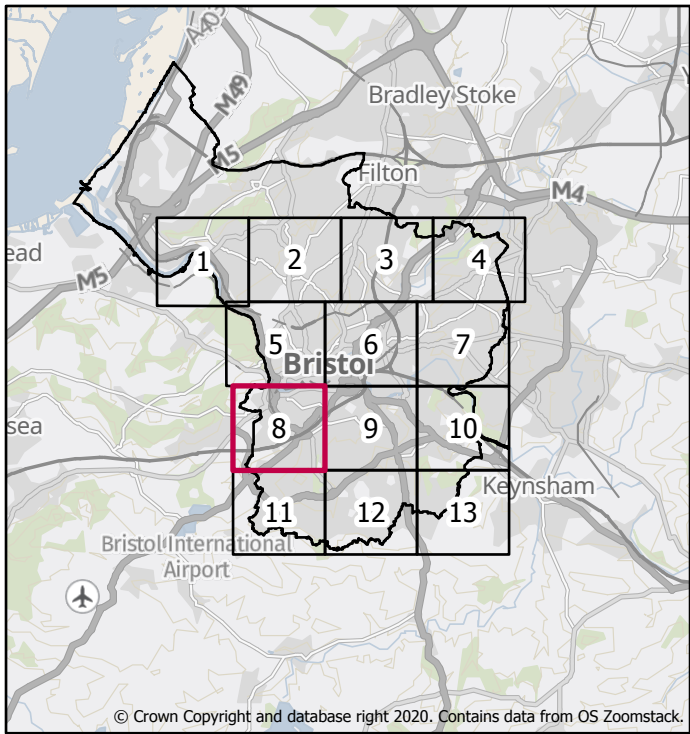 A403
M49
Bradley Stoke
M5
Filton
M4
ead
1
2
3
4
M5
5
6
7
Bristol
8
9
10
sea
Keynsham
11
12
13
Bristol International
Airport
© Crown Copyright and database right 2020. Contains data from OS Zoomstack.